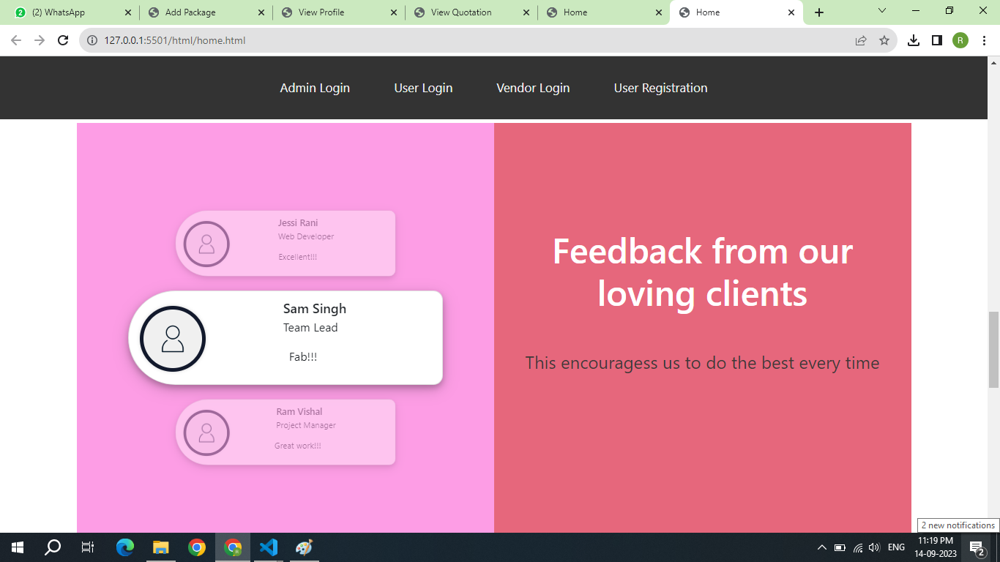 (2) WhatsApp
Add Package
View Profile
View Quotation
Home
Home
127.0.0.1:5501/html/home.html
R
Admin Login
User Login
Vendor Login
User Registration
Jessi Rani
Web Developer
Excellent!!!
Sam Singh
Team Lead
Fab!!!
Ram Vishal
Project Manager
Great work!!!
Feedback from our
loving clients
This encouragess us to do the best every time
2 new notifications
ENG
11:19 PM
14-09-2023
2